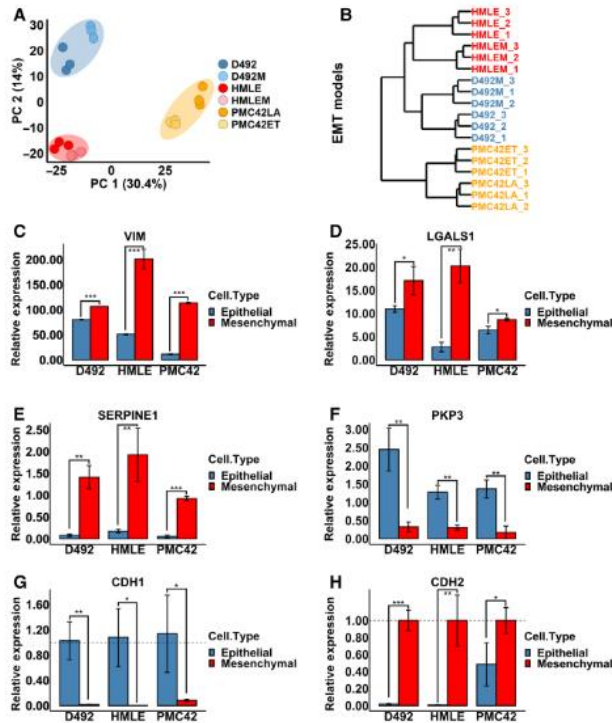 A
30
20
10
0
−10
−20
PC 2 (14%)
−25
0
25
PC 1 (30.4%)
D492
D492M
HMLE
HMLEM
PMC42LA
PMC42ET
B
EMT models
HMLE_3
HMLE_2
HMLE_1
HMLEM_3
HMLEM_2
HMLEM_1
D492M_3
D492M_1
D492M_2
D492_3
D492_2
D492_1
PMC42ET_3
PMC42ET_2
PMC42ET_1
PMC42LA_3
PMC42LA_1
PMC42LA_2
C
VIM
Relative expression
200.00
150.00
100.00
50.00
0.00
***
***
***
D492 HMLE PMC42
Cell.Type
Epithelial
Mesenchymal
D
LGALS1
Relative expression
25.00
20.00
15.00
10.00
5.00
0.00
*
**
*
D492 HMLE PMC42
Cell.Type
Epithelial
Mesenchymal
E
SERPINE1
Relative expression
2.50
2.00
1.50
1.00
0.50
0.00
**
**
***
D492 HMLE PMC42
Cell.Type
Epithelial
Mesenchymal
F
PKP3
Relative expression
3.00
2.50
2.00
1.50
1.00
0.50
0.00
**
**
**
D492 HMLE PMC42
Cell.Type
Epithelial
Mesenchymal
G
CDH1
Relative expression
1.60
1.20
1.00
0.80
0.40
0.00
**
*
*
D492 HMLE PMC42
Cell.Type
Epithelial
Mesenchymal
H
CDH2
Relative expression
1.00
0.80
0.60
0.40
0.20
0.00
***
**
*
D492 HMLE PMC42
Cell.Type
Epithelial
Mesenchymal